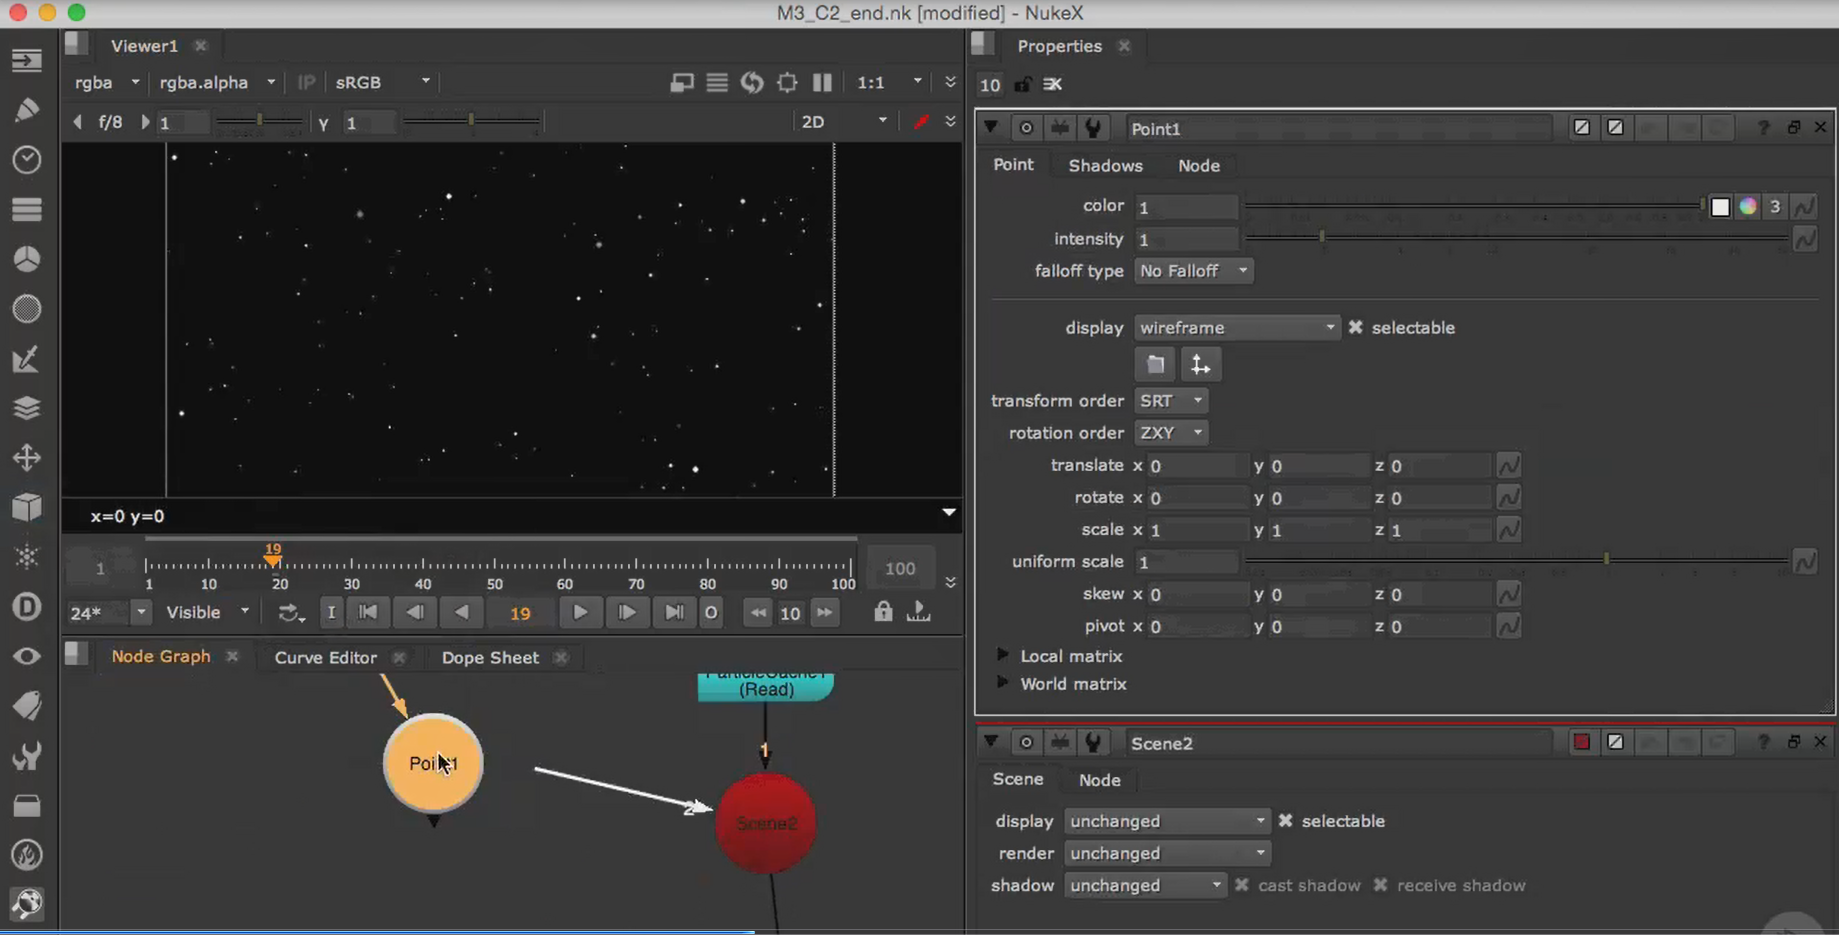 M3_C2_end.nk [modified] - NukeX
Viewer1
rgba rgba.alpha IP sRGB 1:1
f/8 1 Y 1 2D
x=0 y=0
19
1 1 10 20 30 40 50 60 70 80 90 100 100
24* Visible I 19 O 10
Node Graph Curve Editor Dope Sheet
ParticleCache1
(Read)
1
Point1
2
Scene2
Properties
10
Point1
?
Point Shadows Node
color 1 3
intensity 1
falloff type No Falloff
display wireframe selectable
transform order SRT
rotation order ZXY
translate x 0 y 0 z 0
rotate x 0 y 0 z 0
scale x 1 y 1 z 1
uniform scale 1
skew x 0 y 0 z 0
pivot x 0 y 0 z 0
Local matrix
World matrix
Scene2
?
Scene Node
display unchanged selectable
render unchanged
shadow unchanged cast shadow receive shadow